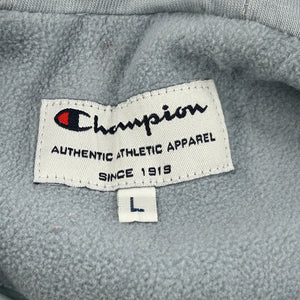 Champion
AUTHENTIC ATHLETIC APPAREL
SINCE 1919
L